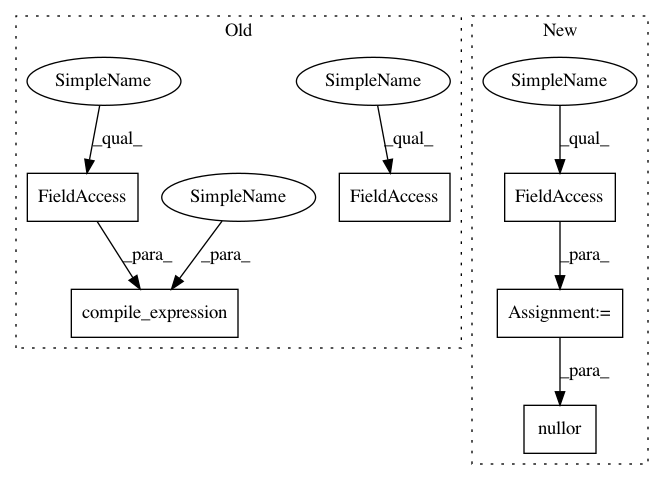 Old
New
SimpleName
SimpleName
SimpleName
_qual_
_qual_
_qual_
FieldAccess
SimpleName
FieldAccess
FieldAccess
_para_
_para_
_para_
compile_expression
Assignment:=
_para_
nullor